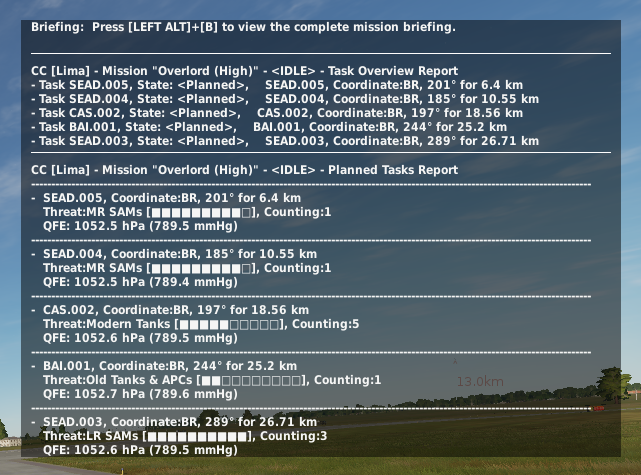 Briefing:  Press [LEFT ALT]+[B] to view the complete mission briefing.
CC [Lima] - Mission "Overlord (High)" - <IDLE> - Task Overview Report
- Task SEAD.005, State: <Planned>,    SEAD.005, Coordinate:BR, 201° for 6.4 km
- Task SEAD.004, State: <Planned>,    SEAD.004, Coordinate:BR, 185° for 10.55 km
- Task CAS.002, State: <Planned>,    CAS.002, Coordinate:BR, 197° for 18.56 km
- Task BAI.001, State: <Planned>,    BAI.001, Coordinate:BR, 244° for 25.2 km
- Task SEAD.003, State: <Planned>,    SEAD.003, Coordinate:BR, 289° for 26.71 km
CC [Lima] - Mission "Overlord (High)" - <IDLE> - Planned Tasks Report
-  SEAD.005, Coordinate:BR, 201° for 6.4 km
Threat:MR SAMs [■■■■■■■■■□], Counting:1
QFE: 1052.5 hPa (789.5 mmHg)
-  SEAD.004, Coordinate:BR, 185° for 10.55 km
Threat:MR SAMs [■■■■■■■■■□], Counting:1
QFE: 1052.5 hPa (789.4 mmHg)
-  CAS.002, Coordinate:BR, 197° for 18.56 km
Threat:Modern Tanks [■■■■■□□□□□], Counting:5
QFE: 1052.6 hPa (789.5 mmHg)
-  BAI.001, Coordinate:BR, 244° for 25.2 km
Threat:Old Tanks & APCs [■■□□□□□□□□], Counting:1
QFE: 1052.7 hPa (789.6 mmHg)
13.0km
-  SEAD.003, Coordinate:BR, 289° for 26.71 km
Threat:LR SAMs [■■■■■■■■■■], Counting:3
QFE: 1052.6 hPa (789.5 mmHg)